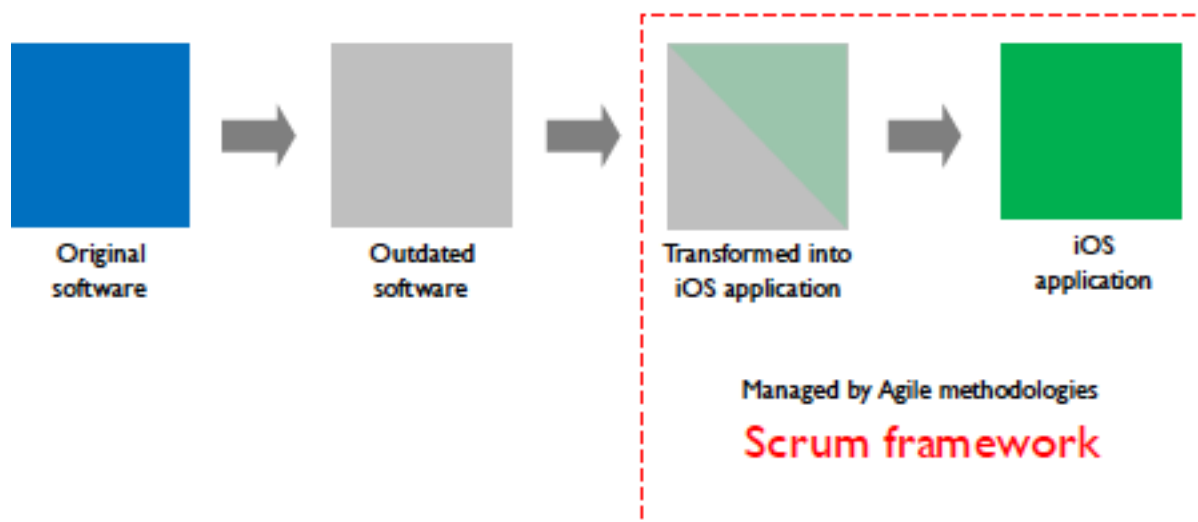 Original
software
Outdated
software
Transformed into
iOS application
iOS
application
Managed by Agile methodologies
Scrum framework